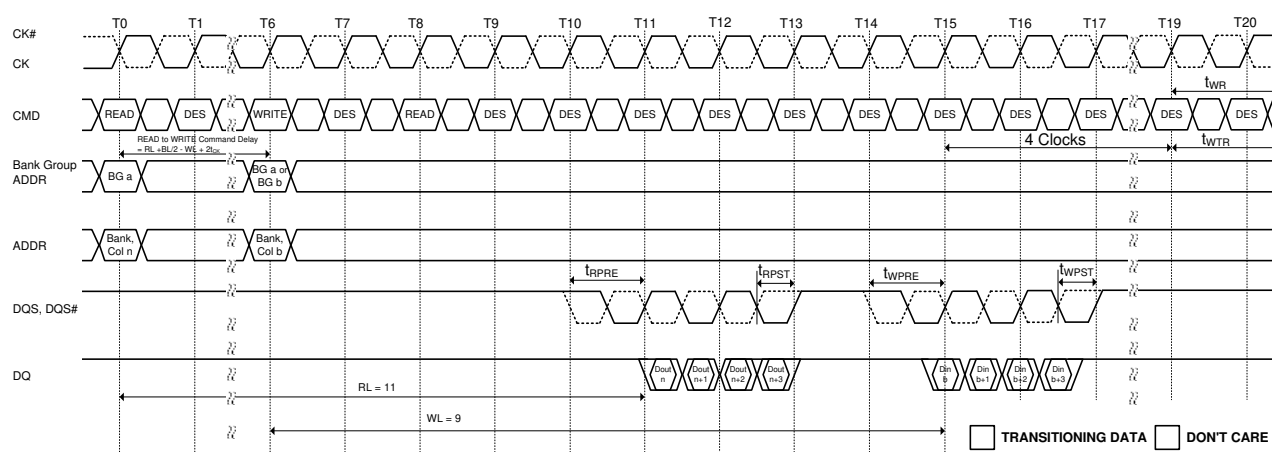 T0 T1 T6 T7 T8 T9 T10 T11 T12 T13 T14 T15 T16 T17 T19 T20
CK#
CK
tWR
CMD READ DES WRITE DES READ DES DES DES DES DES DES DES DES DES DES DES
READ to WRITE Command Delay
= RL +BL/2 - WL + 2tCK
4 Clocks
tWTR
Bank Group
ADDR
BG a
BG a or
BG b
ADDR
Bank,
Col n
Bank,
Col b
tRPRE tRPST tWPRE tWPST
DQS, DQS#
DQ
Dout
n
Dout
n+1
Dout
n+2
Dout
n+3
Din
b
Din
b+1
Din
b+2
Din
b+3
RL = 11
WL = 9
TRANSITIONING DATA DON'T CARE